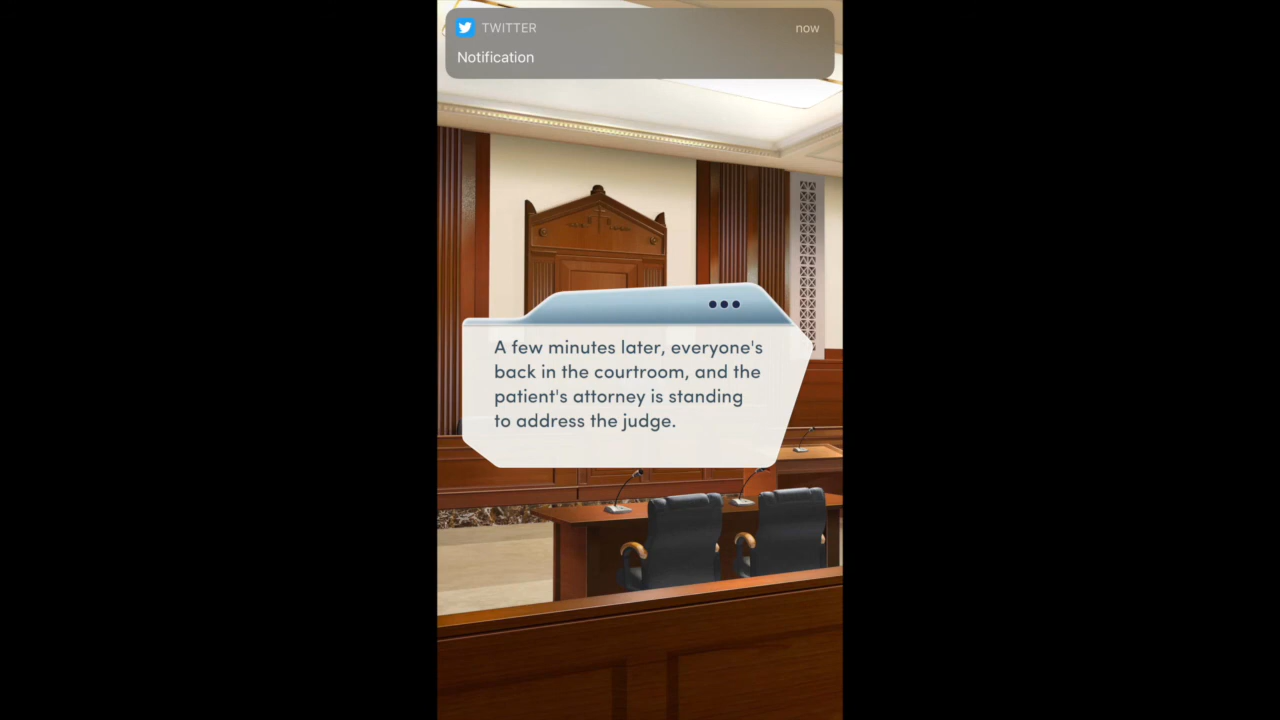 TWITTER now
Notification
A few minutes later, everyone's
back in the courtroom, and the
patient's attorney is standing
to address the judge.